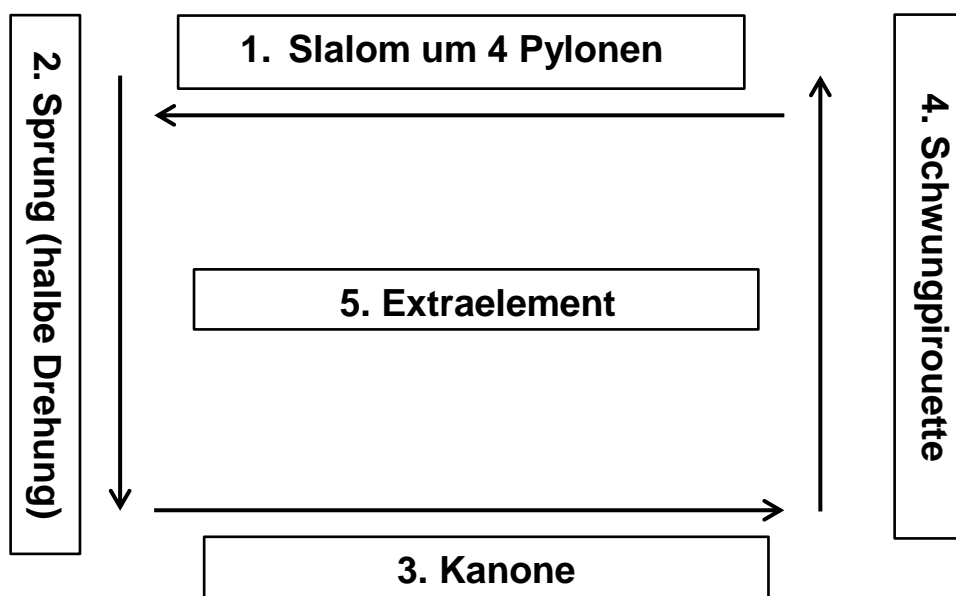 1. Slalom um 4 Pylonen
2. Sprung (halbe Drehung)
4. Schwungpirouette
5. Extraelement
3. Kanone